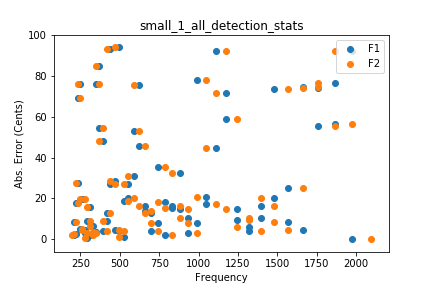 small_1_all_detection_stats
F1
F2
Abs. Error (Cents)
100
80
60
40
20
0
250 500 750 1000 1250 1500 1750 2000
Frequency